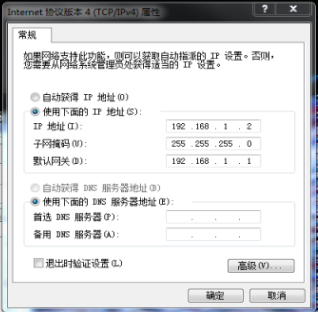 Internet 协议版本 4 (TCP/IPv4) 属性
常规
如果网络支持此功能，则可以获取自动指派的 IP 设置。否则，
您需要从网络系统管理员处获得适当的 IP 设置。
自动获得 IP 地址(O)
使用下面的 IP 地址(S):
IP 地址(I): 192 .168 . 1 . 2
子网掩码(U): 255 .255 .255 . 0
默认网关(D): 192 .168 . 1 . 1
自动获得 DNS 服务器地址(B)
使用下面的 DNS 服务器地址(E):
首选 DNS 服务器(P): . . .
备用 DNS 服务器(A): . . .
退出时验证设置(L)
高级(V)...
确定 取消